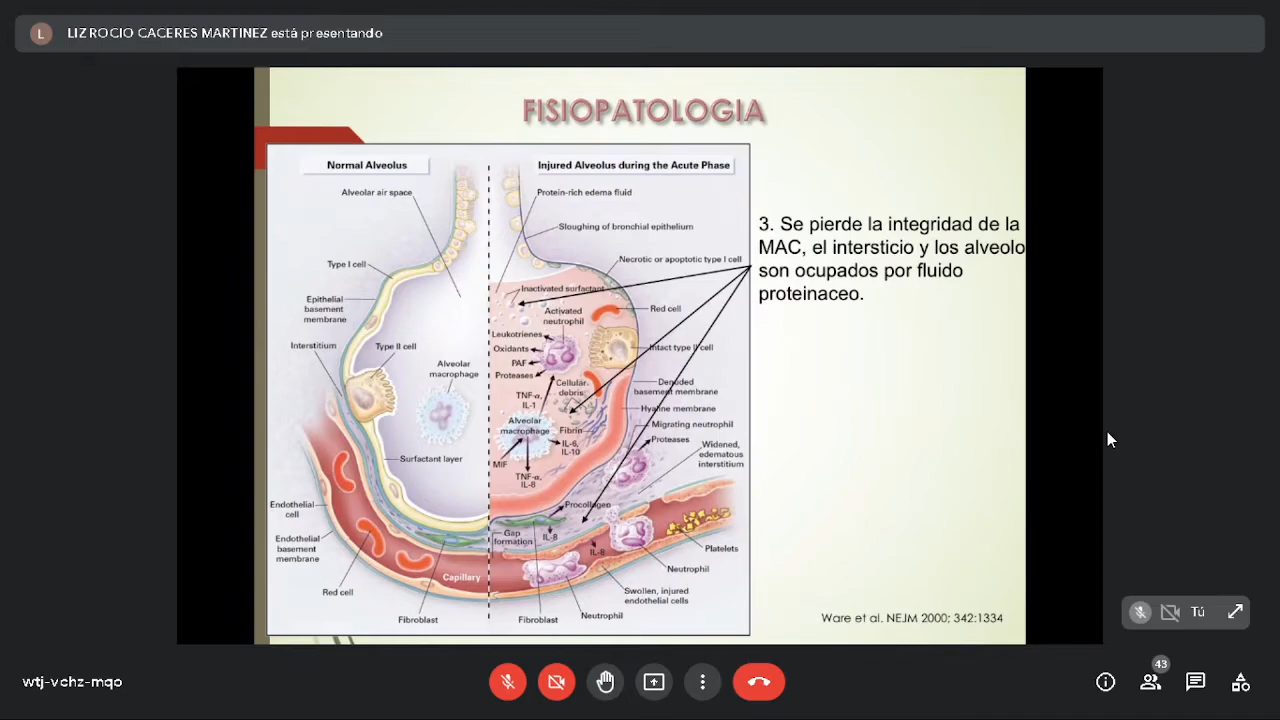 L
LIZ ROCIO CACERES MARTINEZ está presentando
FISIOPATOLOGIA
Normal Alveolus
Injured Alveolus during the Acute Phase
Alveolar air space
Protein-rich edema fluid
Sloughing of bronchial epithelium
Type I cell
Necrotic or apoptotic type I cell
Inactivated surfactant
Epithelial
basement
membrane
Activated
neutrophil
Red cell
Leukotrienes
Oxidants
PAF
Proteases
Intact type II cell
Interstitium
Type II cell
Alveolar
macrophage
TNF-α,
IL-1
Cellular
debris
Denuded
basement membrane
Hyaline membrane
Alveolar
macrophage
Fibrin
Migrating neutrophil
Proteases
IL-6,
IL-10
Widened,
edematous
interstitium
MIF
TNF-α,
IL-8
Surfactant layer
Procollagen
Endothelial
cell
Gap
formation
IL-8
IL-8
Endothelial
basement
membrane
Platelets
Neutrophil
Capillary
Red cell
Swollen, injured
endothelial cells
Fibroblast
Fibroblast
Neutrophil
3. Se pierde la integridad de la
MAC, el intersticio y los alveolo
son ocupados por fluido
proteinaceo.
Ware et al. NEJM 2000; 342:1334
Tú
wtj-vchz-mqo
43